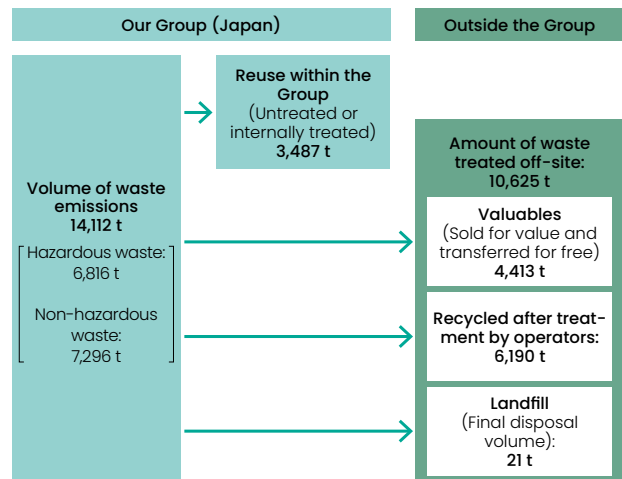 Our Group (Japan)
Outside the Group
Reuse within the
Group
(Untreated or
internally treated)
3,487 t
Volume of waste
emissions
14,112 t
Hazardous waste:
6,816 t
Non-hazardous
waste:
7,296 t
Amount of waste
treated off-site:
10,625 t
Valuables
(Sold for value and
transferred for free)
4,413 t
Recycled after treat-
ment by operators:
6,190 t
Landfill
(Final disposal
volume):
21 t